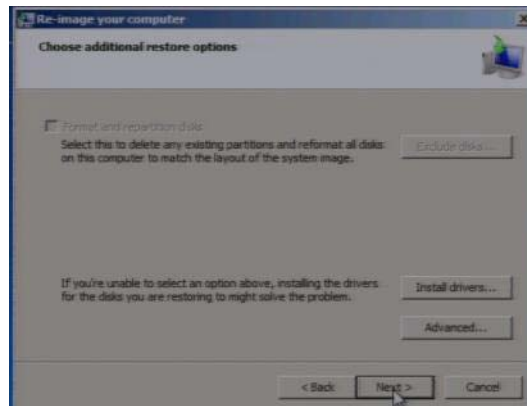 Re-image your computer
Choose additional restore options
Format and repartition disks
Select this to delete any existing partitions and reformat all disks
on this computer to match the layout of the system image.
Exclude disks...
If you're unable to select an option above, installing the drivers
for the disks you are restoring to might solve the problem.
Install drivers...
Advanced...
< Back
Next >
Cancel